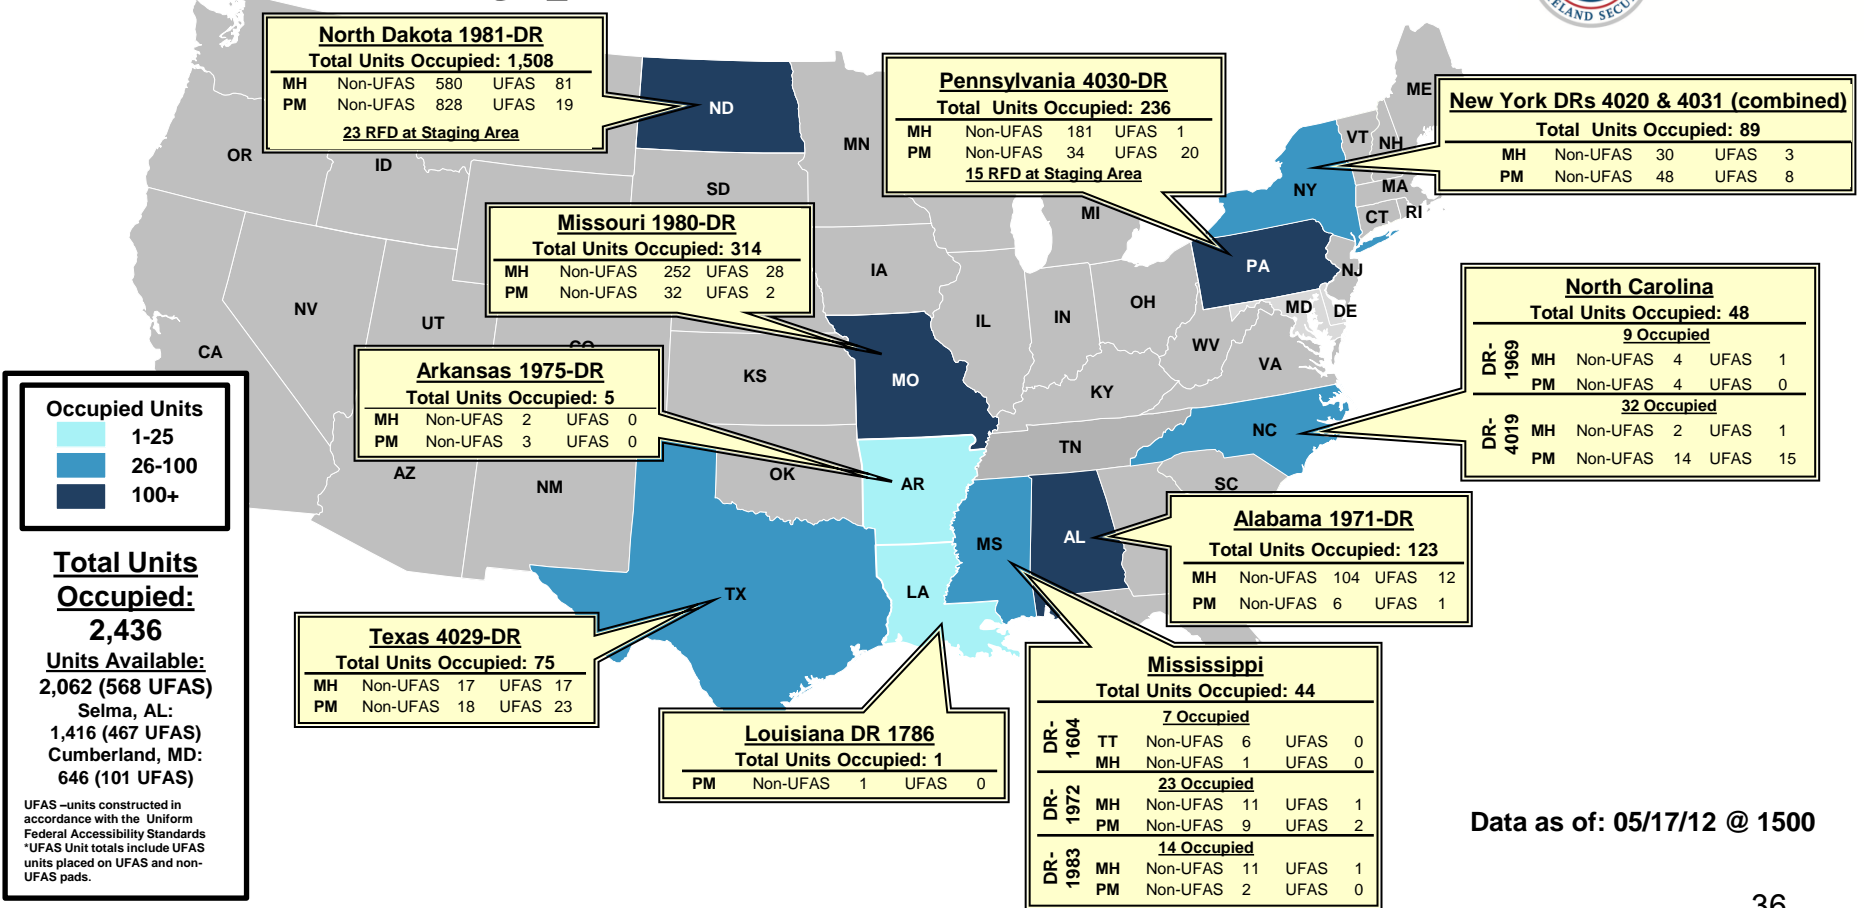 ELAND SECU
North Dakota 1981-DR
Total Units Occupied: 1,508
MH Non-UFAS 580 UFAS 81
PM Non-UFAS 828 UFAS 19
23 RFD at Staging Area
Pennsylvania 4030-DR
Total Units Occupied: 236
MH Non-UFAS 181 UFAS 1
PM Non-UFAS 34 UFAS 20
15 RFD at Staging Area
New York DRs 4020 & 4031 (combined)
Total Units Occupied: 89
MH Non-UFAS 30 UFAS 3
PM Non-UFAS 48 UFAS 8
Missouri 1980-DR
Total Units Occupied: 314
MH Non-UFAS 252 UFAS 28
PM Non-UFAS 32 UFAS 2
North Carolina
Total Units Occupied: 48
DR-1969
9 Occupied
MH Non-UFAS 4 UFAS 1
PM Non-UFAS 4 UFAS 0
DR-4019
32 Occupied
MH Non-UFAS 2 UFAS 1
PM Non-UFAS 14 UFAS 15
Arkansas 1975-DR
Total Units Occupied: 5
MH Non-UFAS 2 UFAS 0
PM Non-UFAS 3 UFAS 0
Alabama 1971-DR
Total Units Occupied: 123
MH Non-UFAS 104 UFAS 12
PM Non-UFAS 6 UFAS 1
Texas 4029-DR
Total Units Occupied: 75
MH Non-UFAS 17 UFAS 17
PM Non-UFAS 18 UFAS 23
Louisiana DR 1786
Total Units Occupied: 1
PM Non-UFAS 1 UFAS 0
Mississippi
Total Units Occupied: 44
DR-1604
7 Occupied
TT Non-UFAS 6 UFAS 0
MH Non-UFAS 1 UFAS 0
DR-1972
23 Occupied
MH Non-UFAS 11 UFAS 1
PM Non-UFAS 9 UFAS 2
DR-1983
14 Occupied
MH Non-UFAS 11 UFAS 1
PM Non-UFAS 2 UFAS 0
Occupied Units
1-25
26-100
100+
Total Units
Occupied:
2,436
Units Available:
2,062 (568 UFAS)
Selma, AL:
1,416 (467 UFAS)
Cumberland, MD:
646 (101 UFAS)
UFAS –units constructed in
accordance with the Uniform
Federal Accessibility Standards
*UFAS Unit totals include UFAS
units placed on UFAS and non-
UFAS pads.
ND
MN
ME
VT
NH
OR
ID
SD
NY
MA
CT
RI
MI
IA
PA
NJ
NV
UT
CO
IL
IN
OH
MD
DE
CA
KS
MO
WV
VA
KY
NC
TN
AZ
NM
OK
AR
SC
MS
AL
TX
LA
Data as of: 05/17/12 @ 1500
36